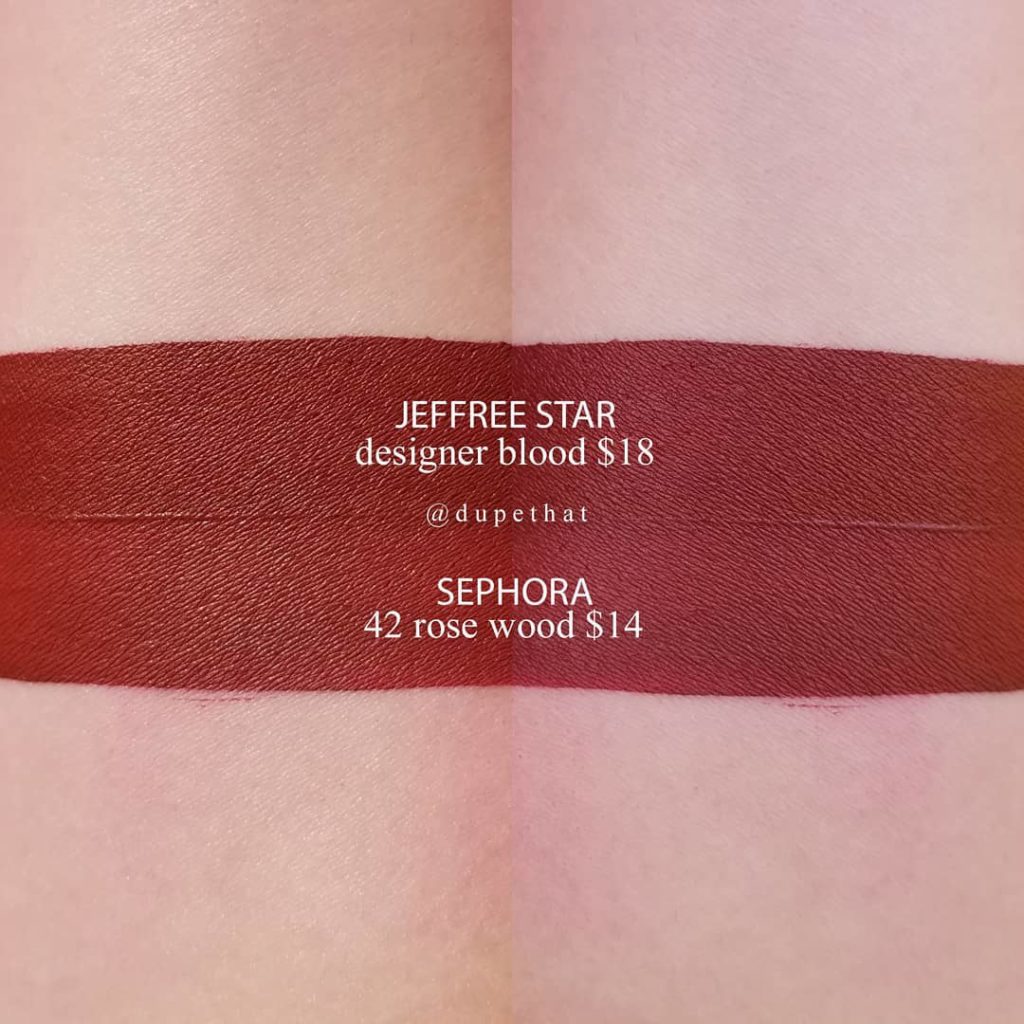 JEFFREE STAR
designer blood $18
@dupethat
SEPHORA
42 rose wood $14